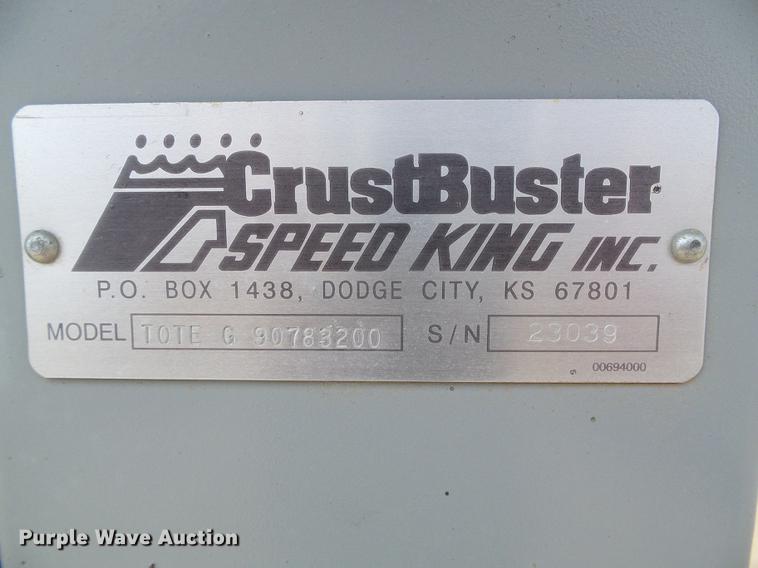 CrustBuster
SPEED KING INC.
P.O. BOX 1438, DODGE CITY, KS 67801
MODEL TOTE G 90783200 S/N 23039
00694000
Purple Wave Auction